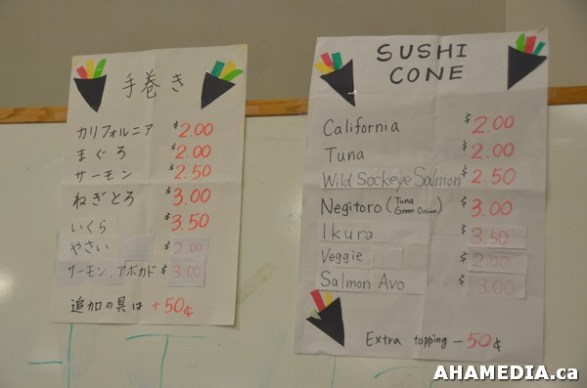 手巻き
カリフォルニア $2.00
まぐろ $2.00
サーモン $2.50
ねぎとろ $3.00
いくら $3.50
やさい $2.00
サーモン、アボカド $3.00
追加の具は +50¢
SUSHI
CONE
California $2.00
Tuna $2.00
Wild Sockeye Salmon $2.50
Negitoro (Tuna Green Onion) $3.00
Ikura $3.50
Veggie $2.00
Salmon Avo $3.00
Extra topping - 50¢
AHAMEDIA.ca